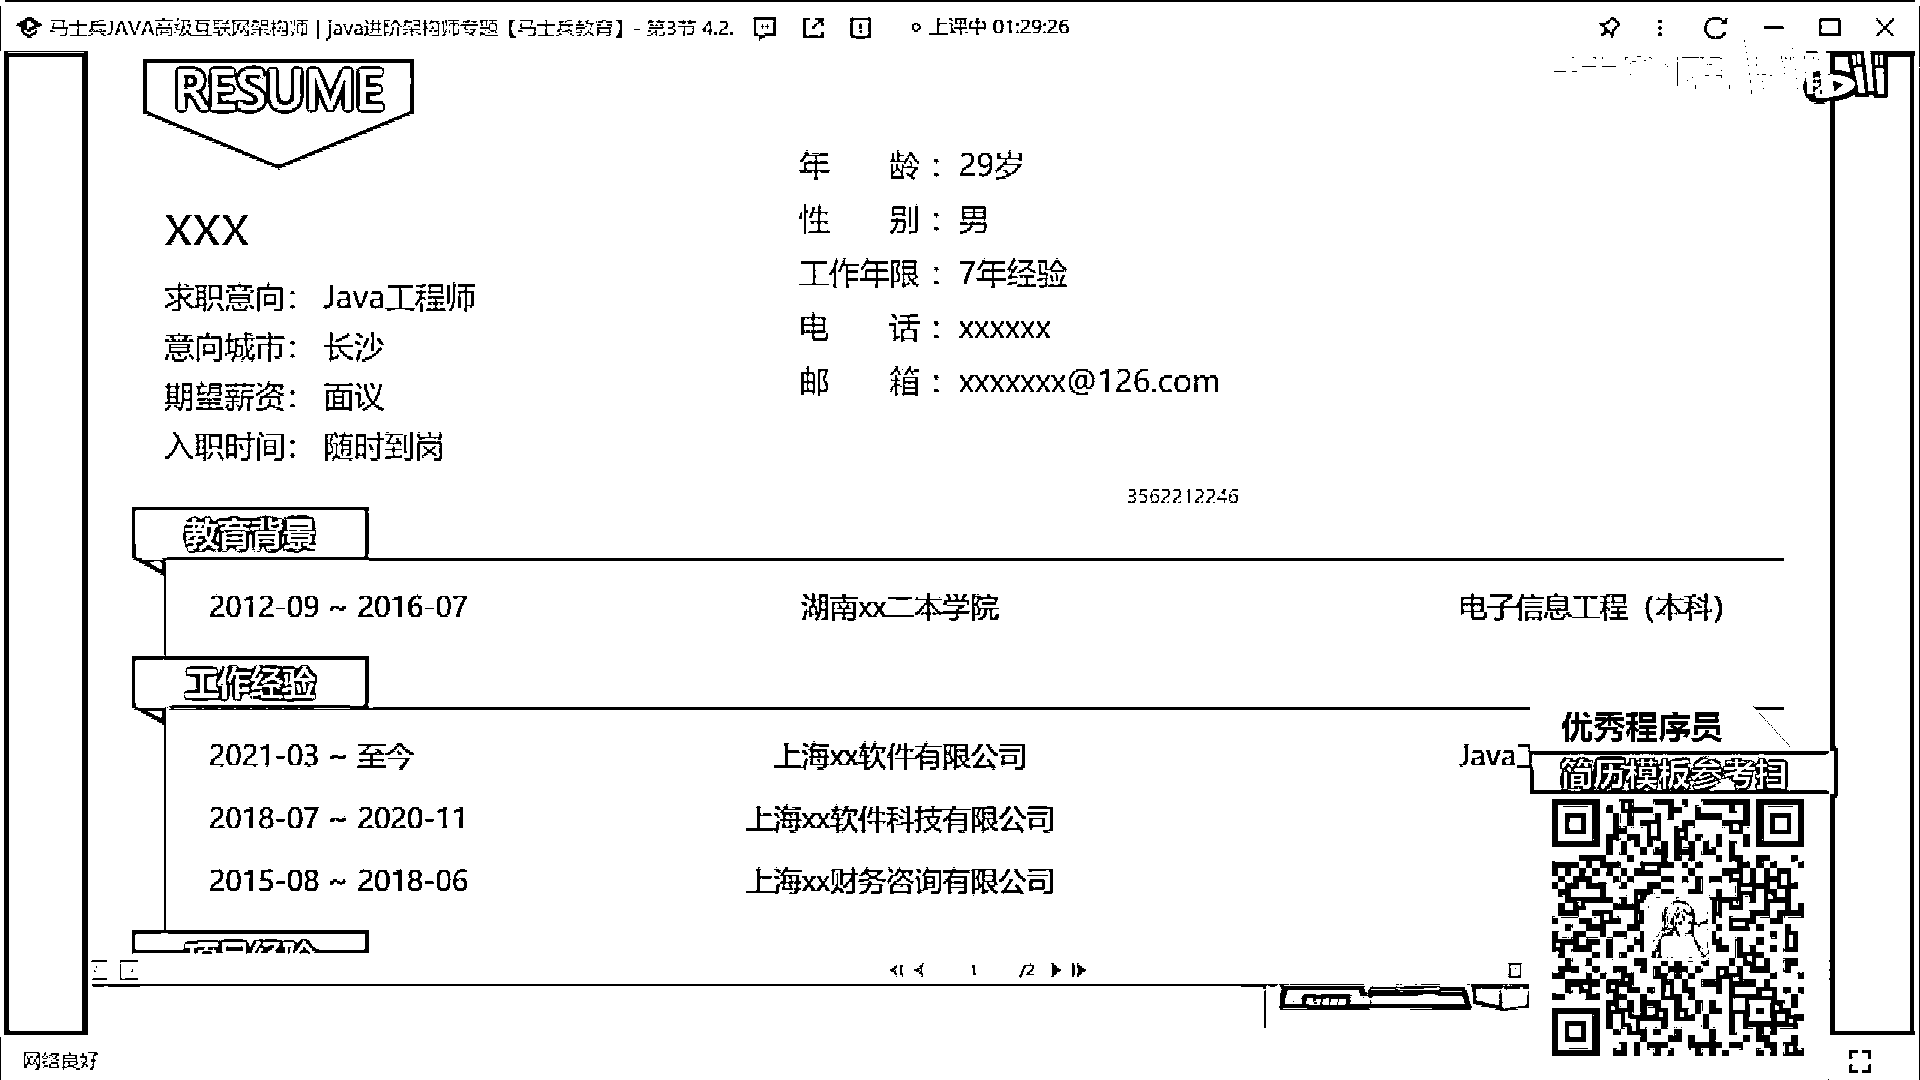 马士兵JAVA高级互联网架构师 | java进阶架构师专题【马士兵教育】- 第3节 4.2.
上课中 01:29:26
RESUME
bili
年 龄： 29岁
性 别： 男
XXX
工作年限： 7年经验
求职意向： Java工程师
电 话： xxxxxx
意向城市： 长沙
邮 箱： xxxxxxx@126.com
期望薪资： 面议
入职时间： 随时到岗
3562212246
教育背景
2012-09 ~ 2016-07 湖南xx二本学院 电子信息工程（本科）
工作经验
优秀程序员
2021-03 ~ 至今 上海xx软件有限公司 Java工
简历模板参考扫
2018-07 ~ 2020-11 上海xx软件科技有限公司
2015-08 ~ 2018-06 上海xx财务咨询有限公司
项目经验
1 /2
网络良好